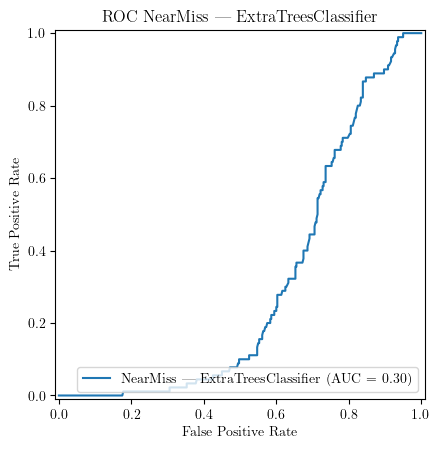 ROC NearMiss — ExtraTreesClassifier
1.0
0.8
0.6
0.4
0.2
0.0
True Positive Rate
NearMiss — ExtraTreesClassifier (AUC = 0.30)
0.0 0.2 0.4 0.6 0.8 1.0
False Positive Rate